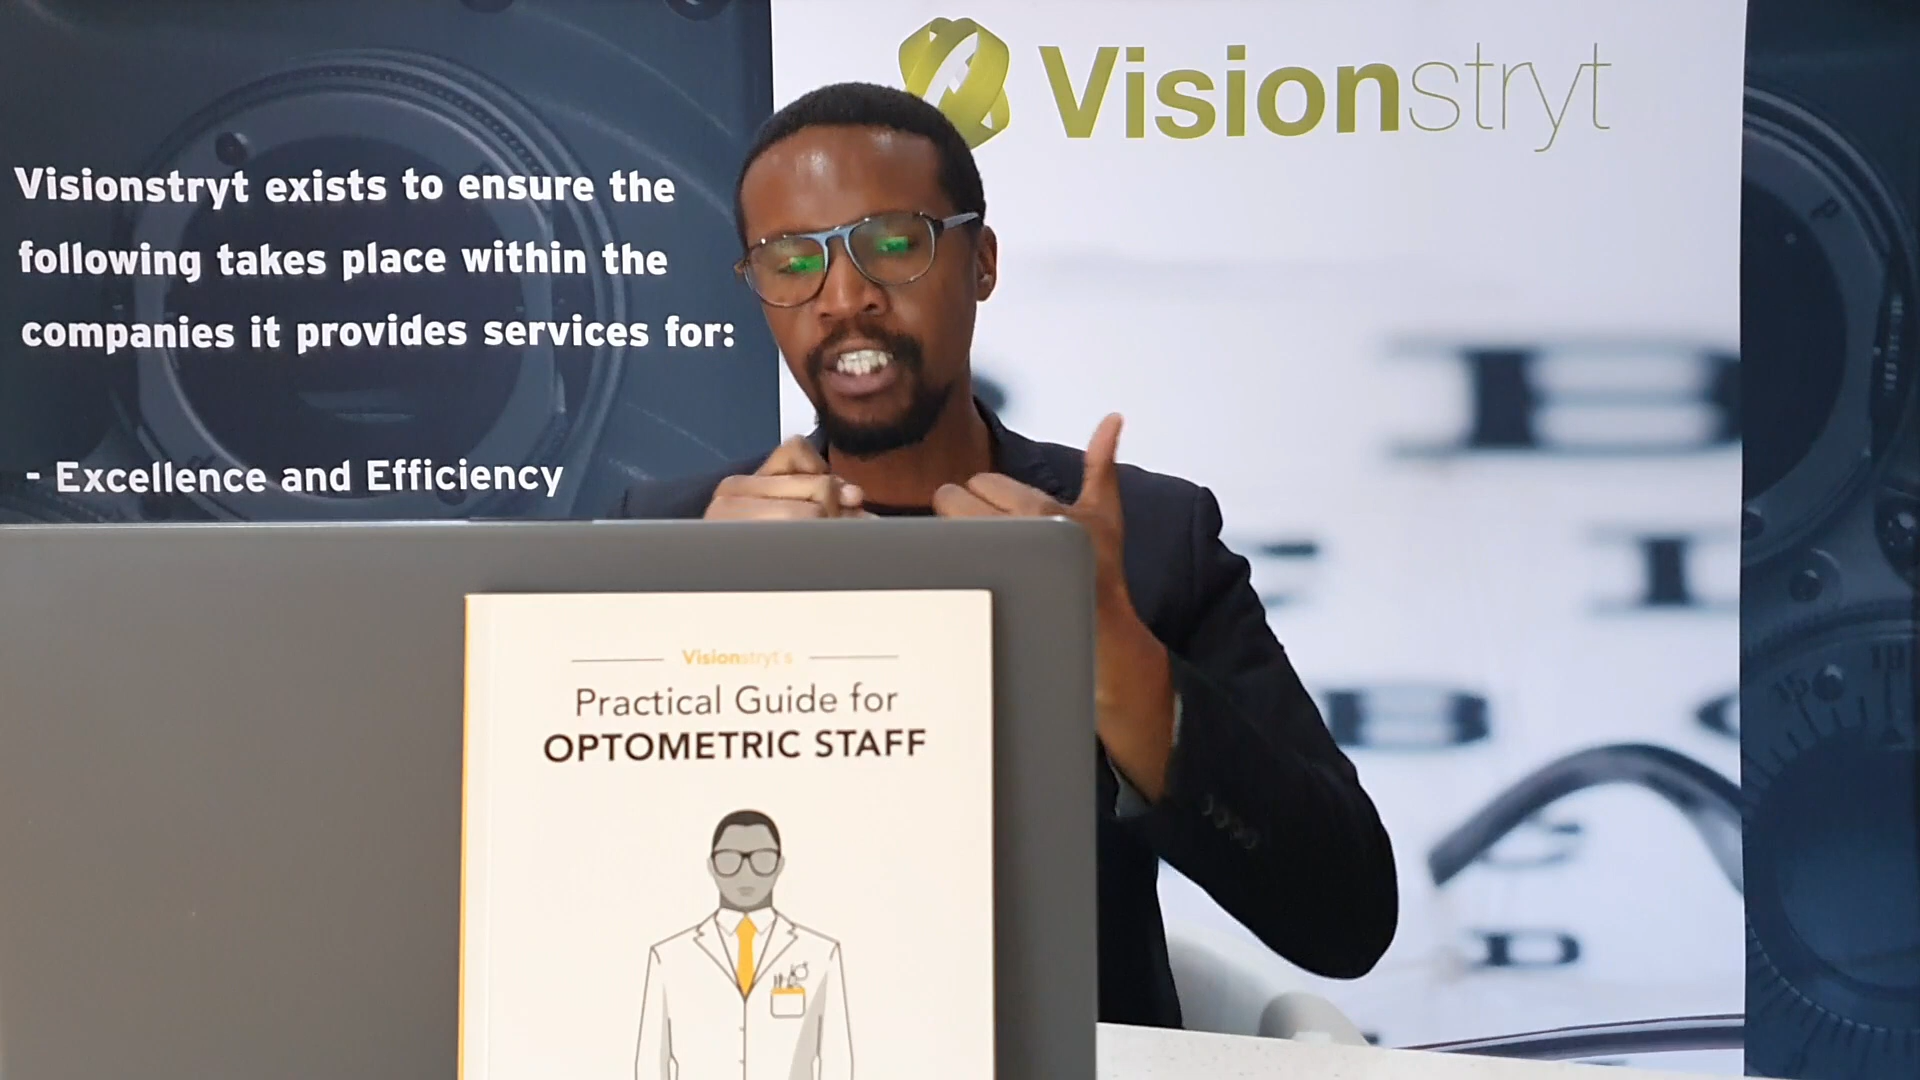 Visionstryt
Visionstryt exists to ensure the
following takes place within the
companies it provides services for:
- Excellence and Efficiency
Visionstryt's
Practical Guide for
OPTOMETRIC STAFF
B
B
D